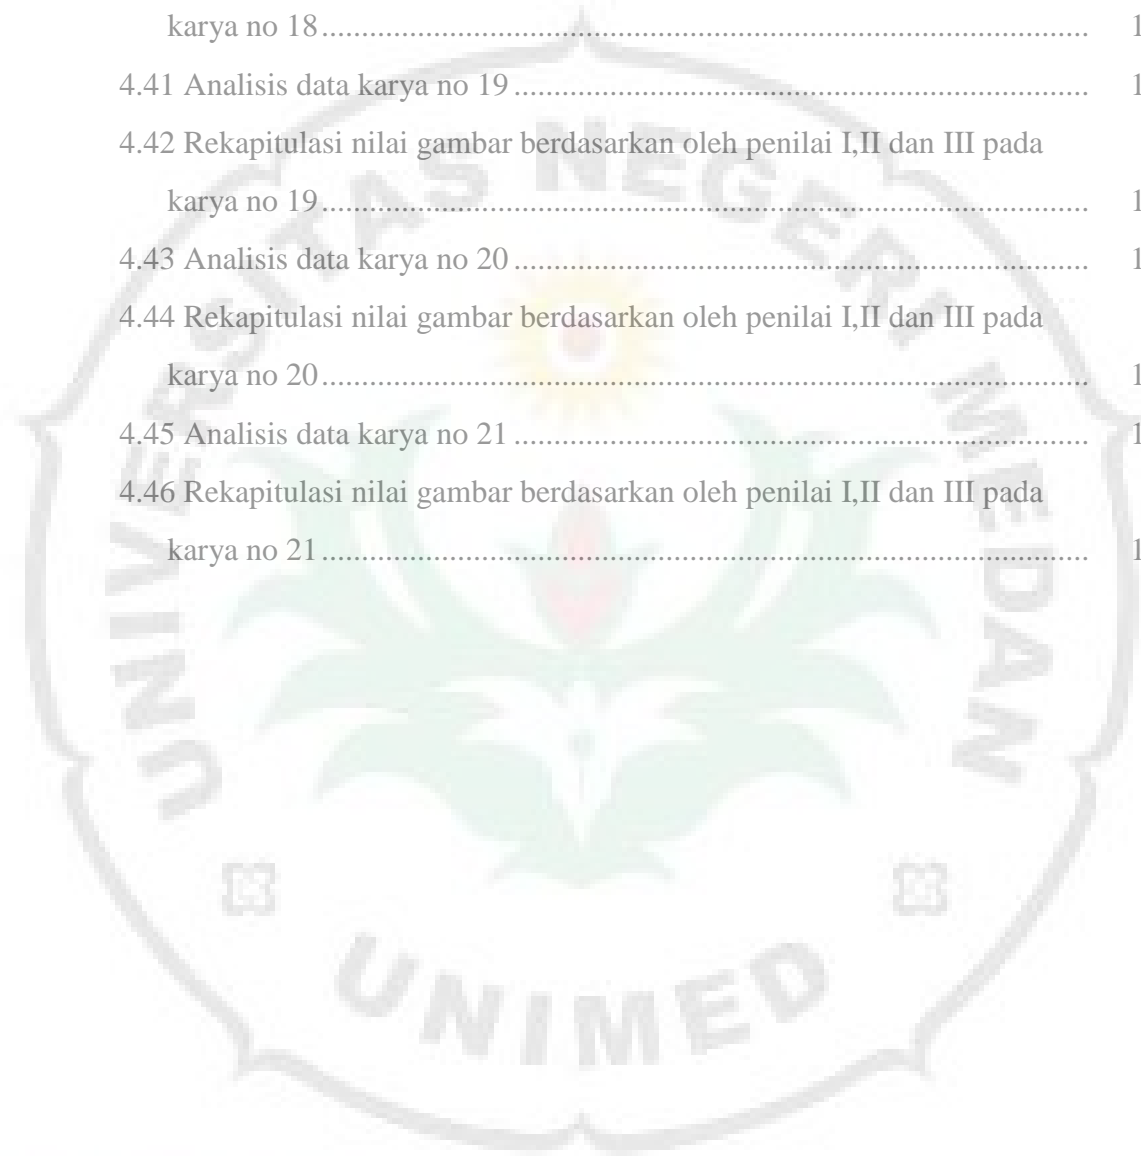 karya no 18 ................................................................................................ 1
4.41 Analisis data karya no 19 ........................................................................ 1
4.42 Rekapitulasi nilai gambar berdasarkan oleh penilai I,II dan III pada
karya no 19 ................................................................................................ 1
4.43 Analisis data karya no 20 ........................................................................ 1
4.44 Rekapitulasi nilai gambar berdasarkan oleh penilai I,II dan III pada
karya no 20 ................................................................................................ 1
4.45 Analisis data karya no 21 ........................................................................ 1
4.46 Rekapitulasi nilai gambar berdasarkan oleh penilai I,II dan III pada
karya no 21 ................................................................................................ 1
UNIVERSITAS NEGERI MEDAN
UNIMED